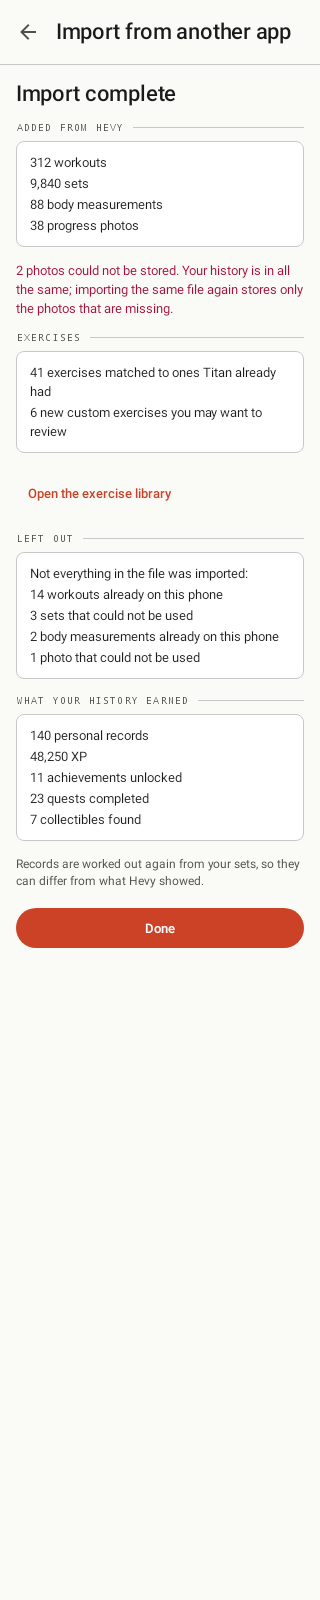 Import from another app
Import complete
ADDED FROM HEVY
312 workouts
9,840 sets
88 body measurements
38 progress photos
2 photos could not be stored. Your history is in all
the same; importing the same file again stores only
the photos that are missing.
EXERCISES
41 exercises matched to ones Titan already
had
6 new custom exercises you may want to
review
Open the exercise library
LEFT OUT
Not everything in the file was imported:
14 workouts already on this phone
3 sets that could not be used
2 body measurements already on this phone
1 photo that could not be used
WHAT YOUR HISTORY EARNED
140 personal records
48,250 XP
11 achievements unlocked
23 quests completed
7 collectibles found
Records are worked out again from your sets, so they
can differ from what Hevy showed.
Done